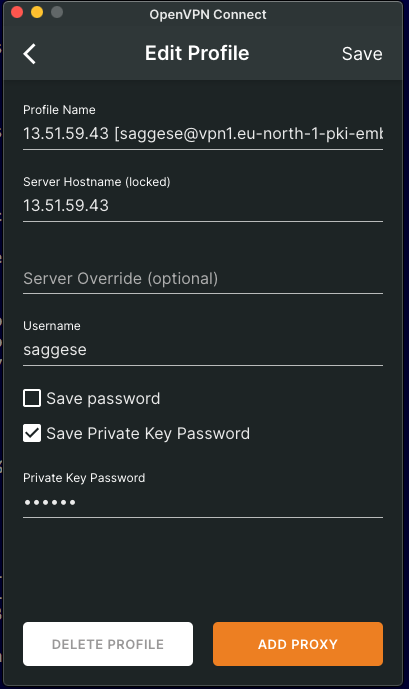 OpenVPN Connect
Edit Profile
Save
Profile Name
13.51.59.43 [saggese@vpn1.eu-north-1-pki-emb
Server Hostname (locked)
13.51.59.43
Server Override (optional)
Username
saggese
Save password
Save Private Key Password
Private Key Password
••••••
DELETE PROFILE
ADD PROXY